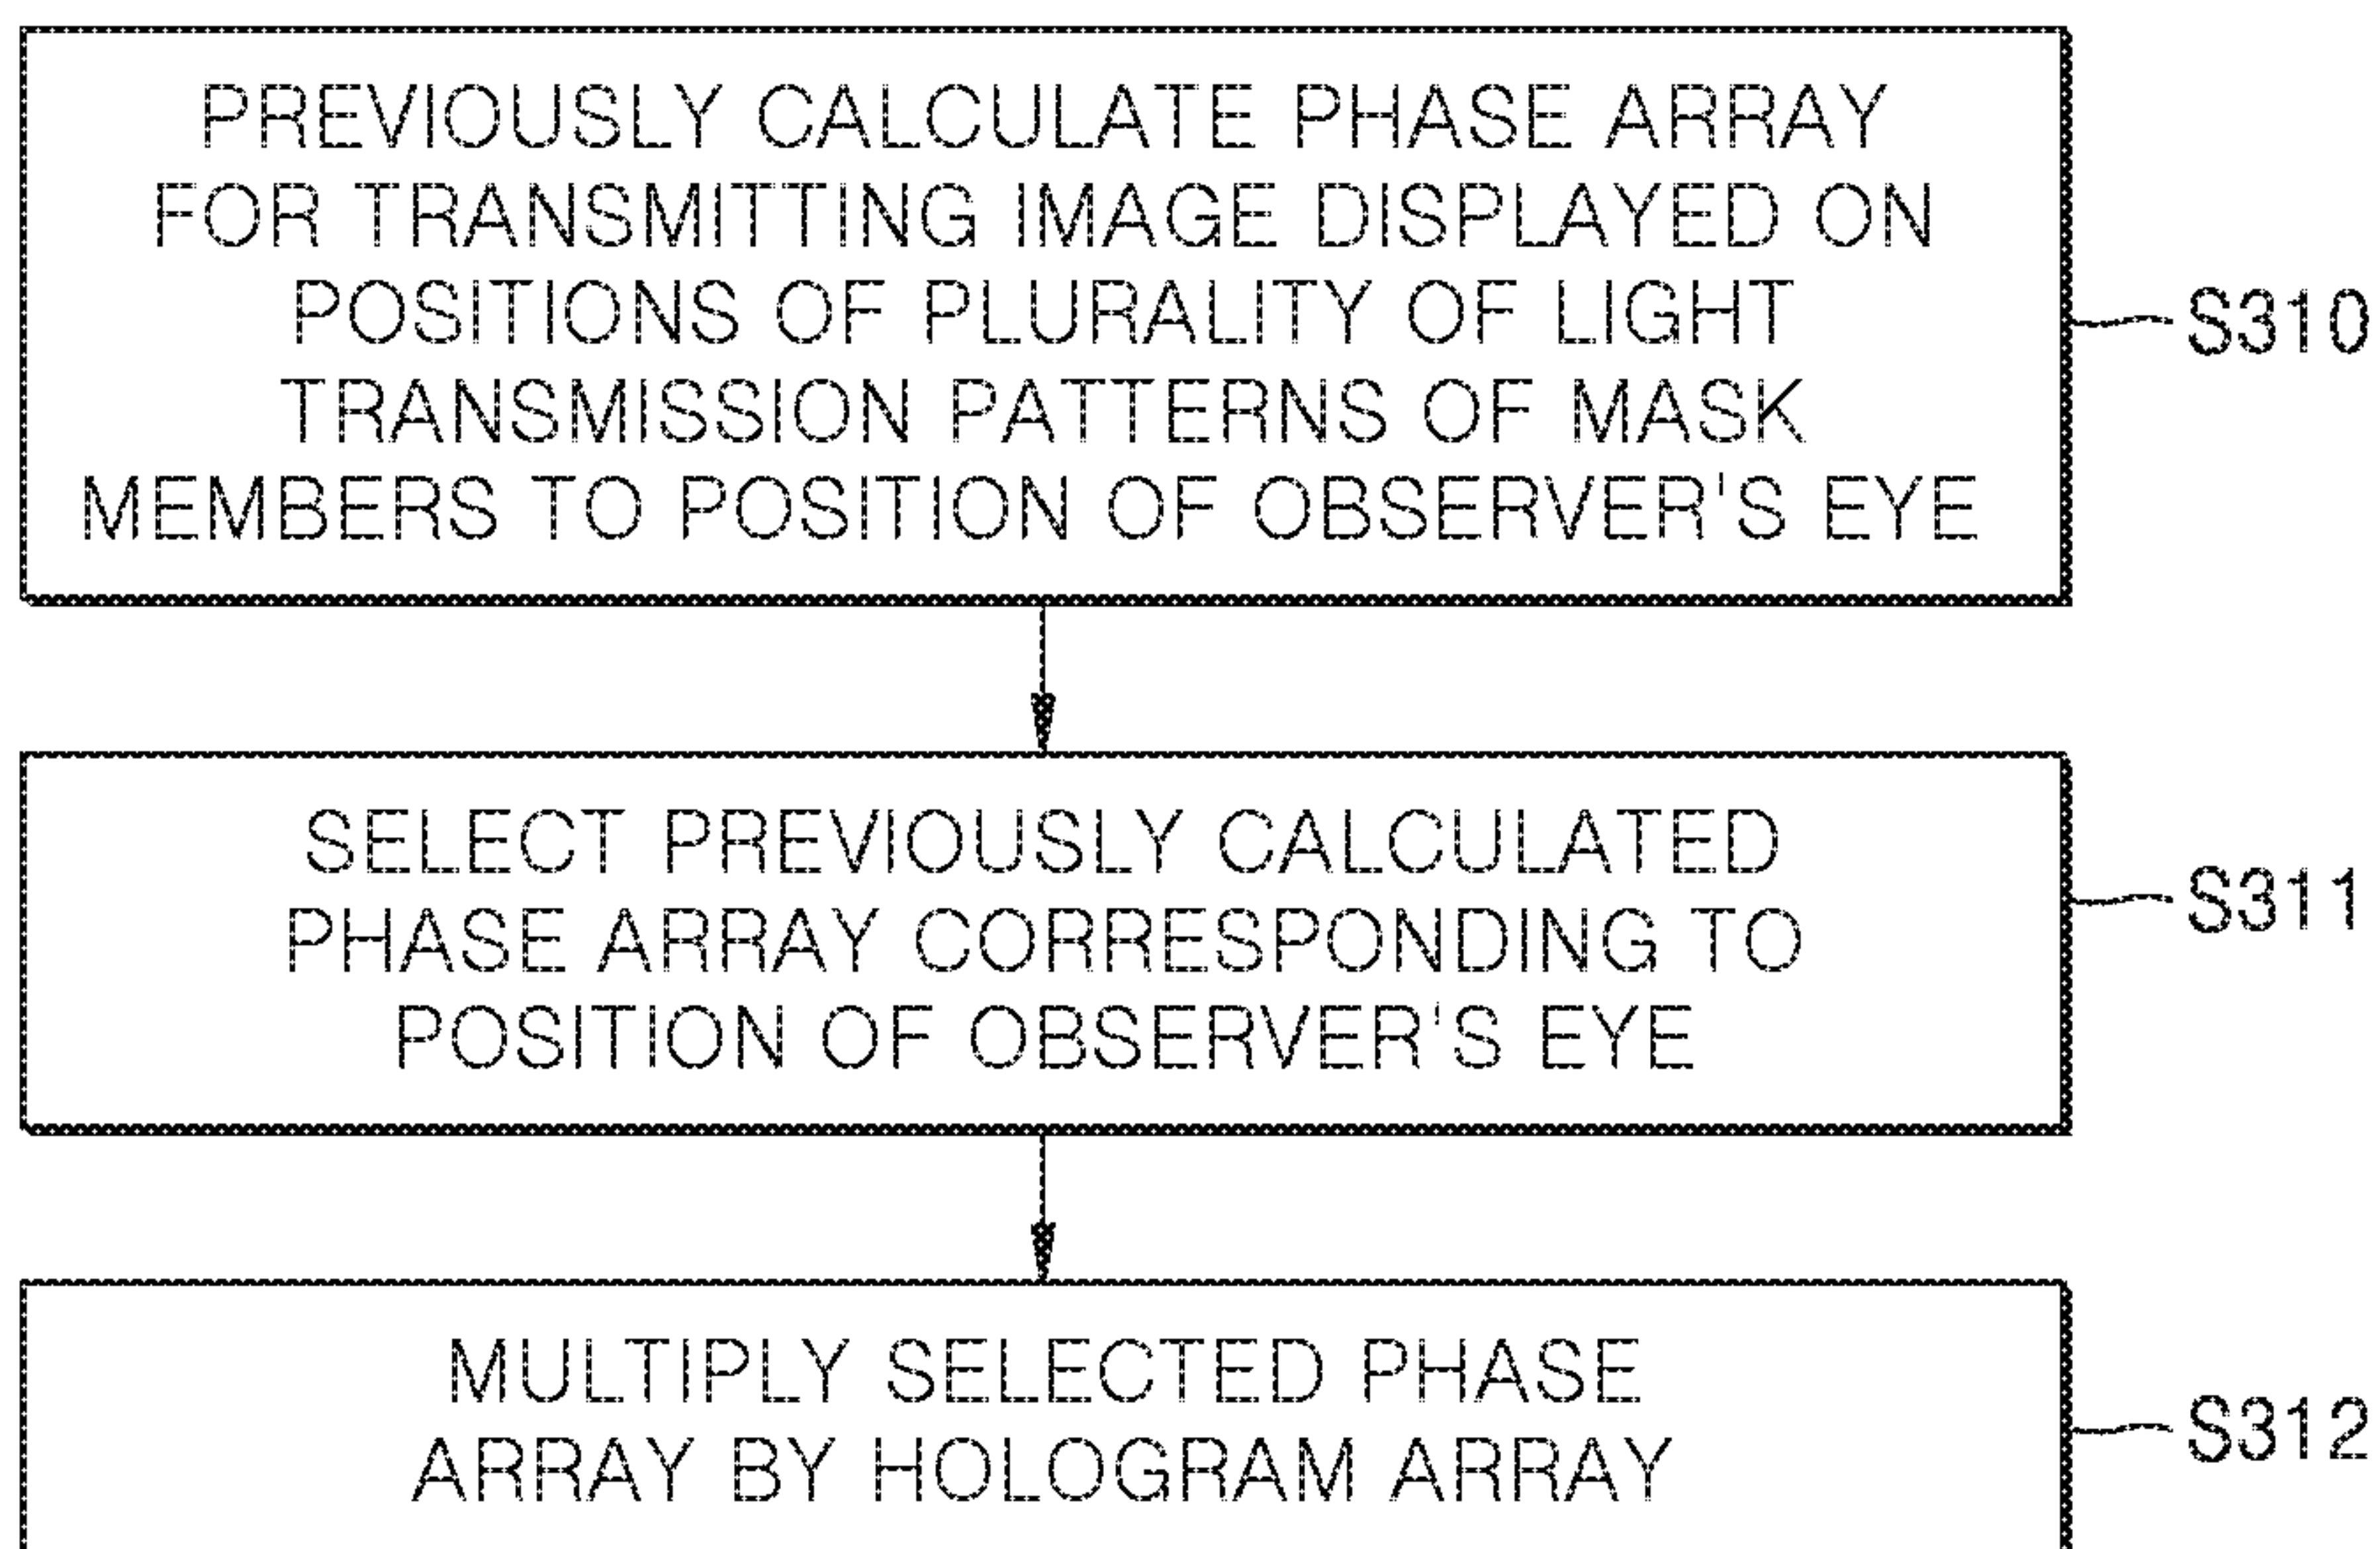 PREVIOUSLY CALCULATE PHASE ARRAY
FOR TRANSMITTING IMAGE DISPLAYED ON
POSITIONS OF PLURALITY OF LIGHT
TRANSMISSION PATTERNS OF MASK
MEMBERS TO POSITION OF OBSERVER'S EYE
S310
SELECT PREVIOUSLY CALCULATED
PHASE ARRAY CORRESPONDING TO
POSITION OF OBSERVER'S EYE
S311
MULTIPLY SELECTED PHASE
ARRAY BY HOLOGRAM ARRAY
S312